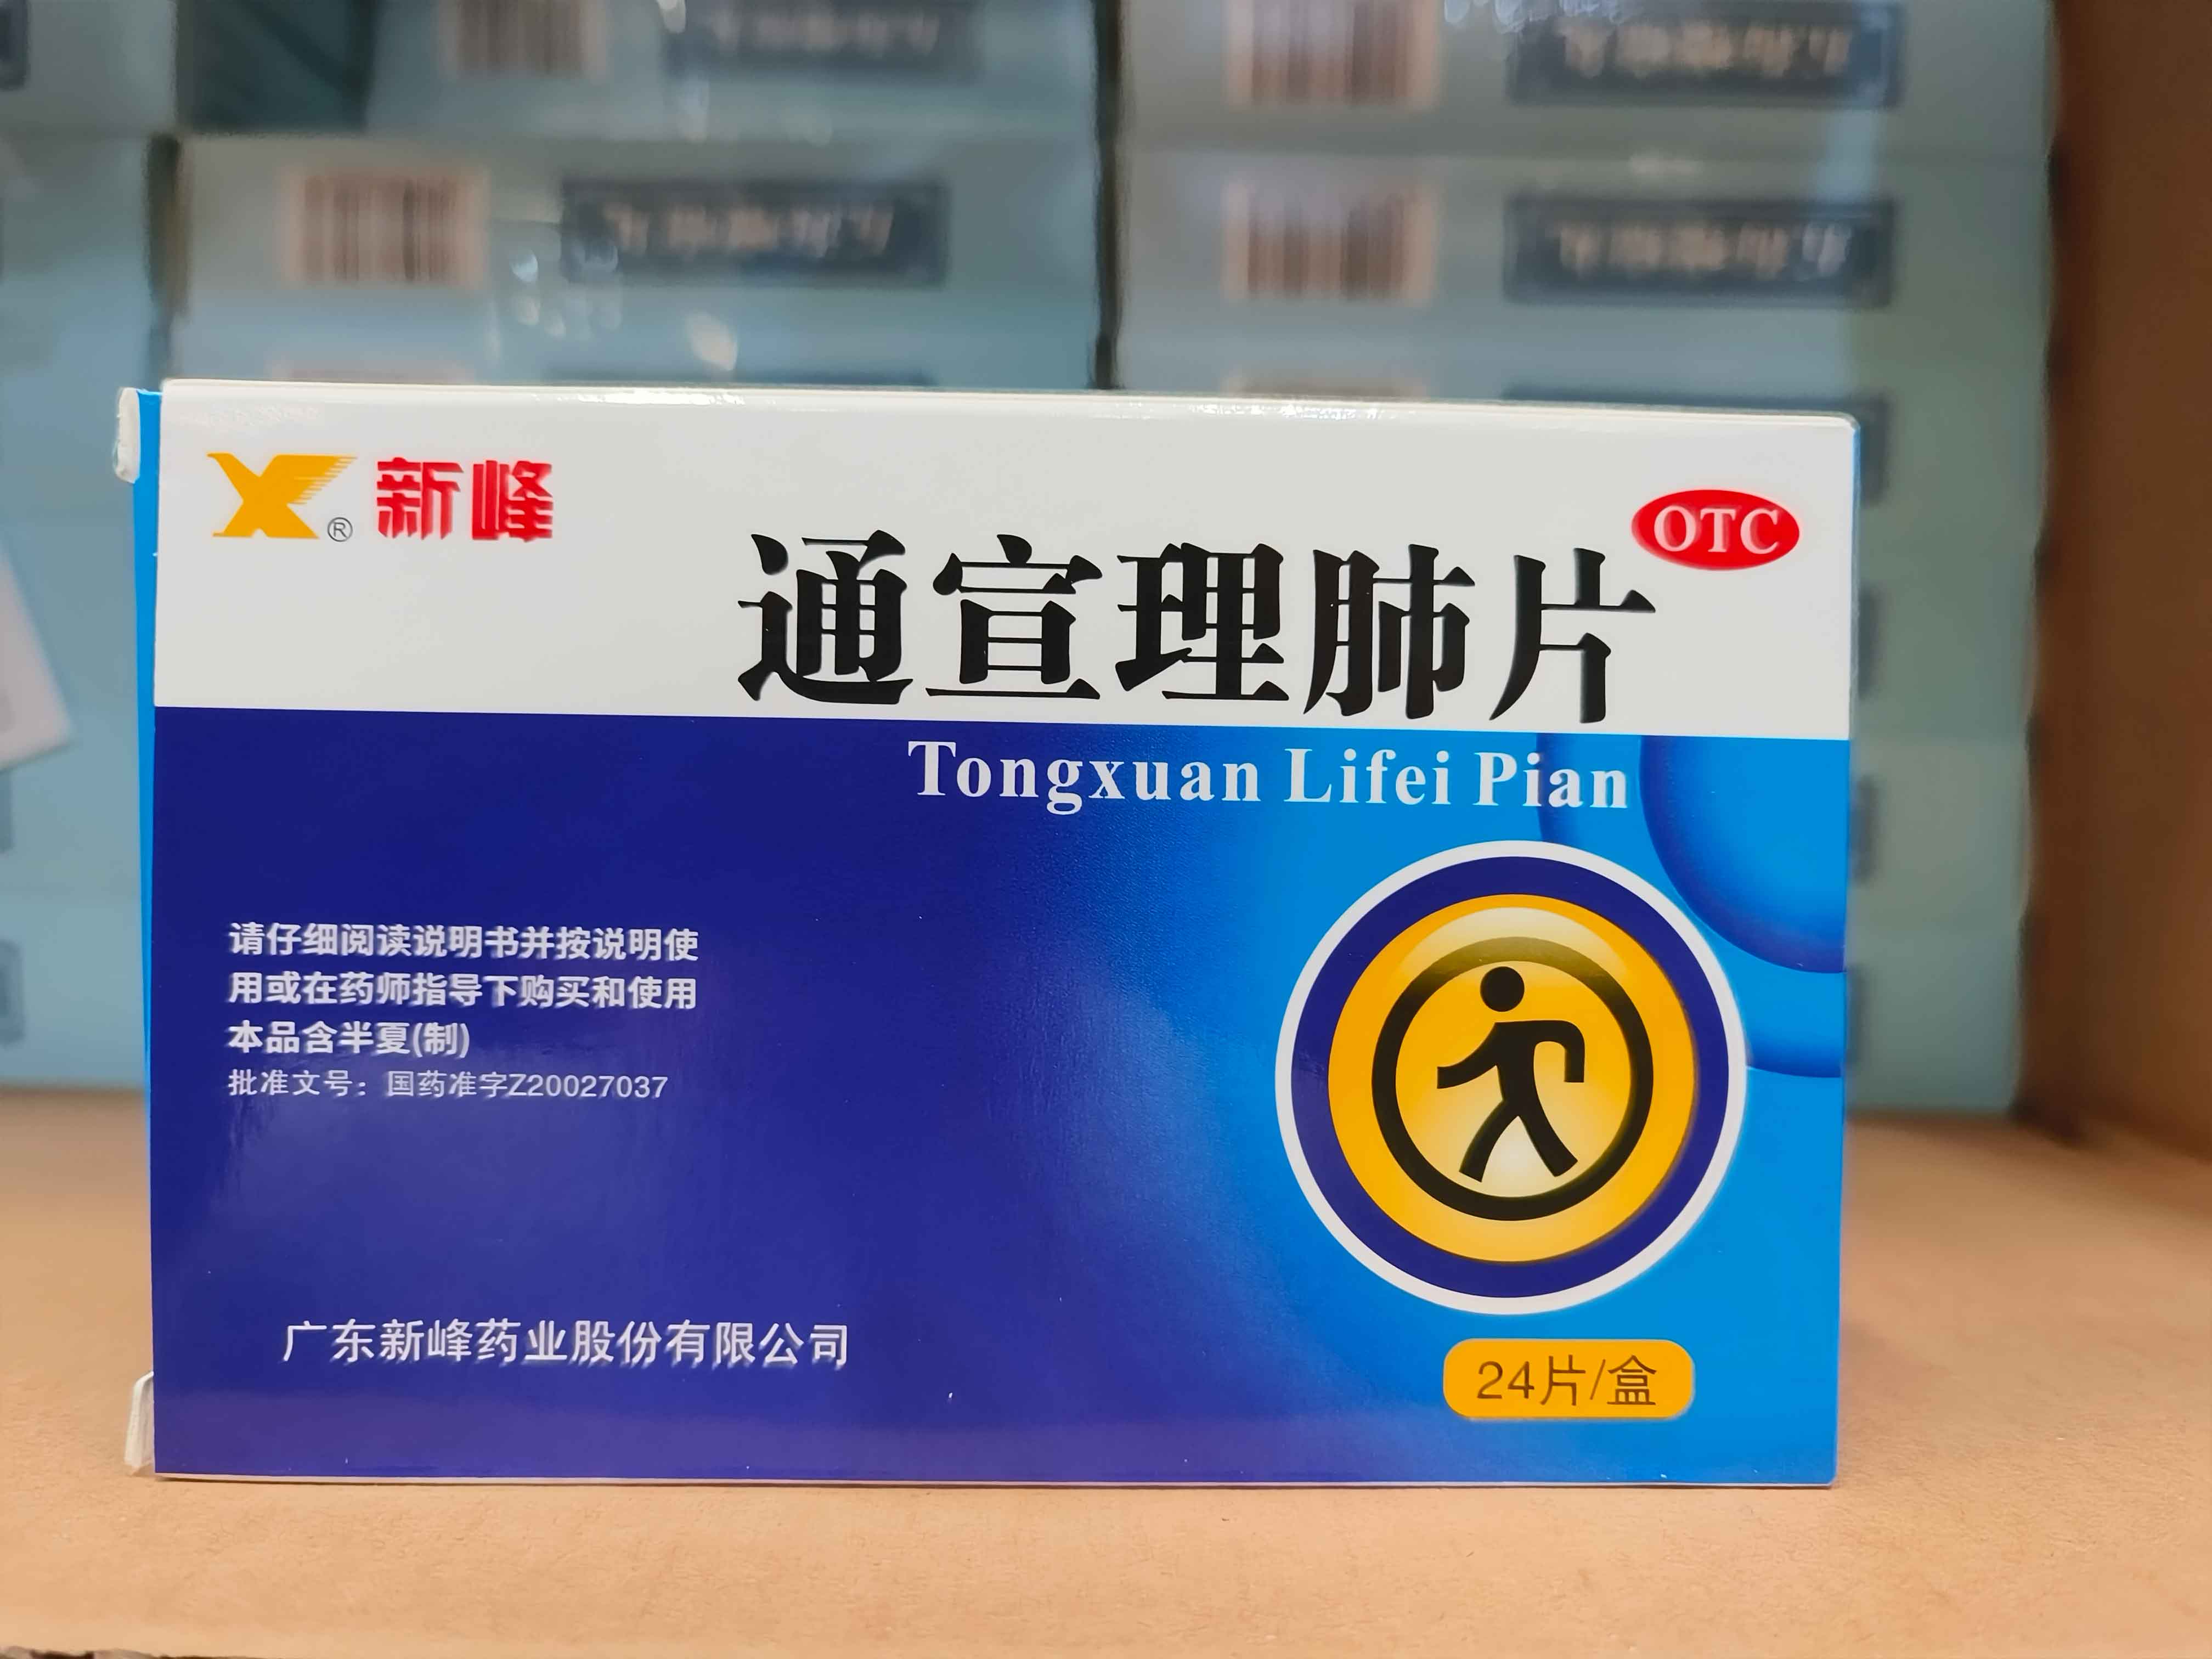 新峰
OTC
通宣理肺片
Tongxuan Lifei Pian
请仔细阅读说明书并按说明使
用或在药师指导下购买和使用
本品含半夏(制)
批准文号：国药准字Z20027037
广东新峰药业股份有限公司
24片/盒